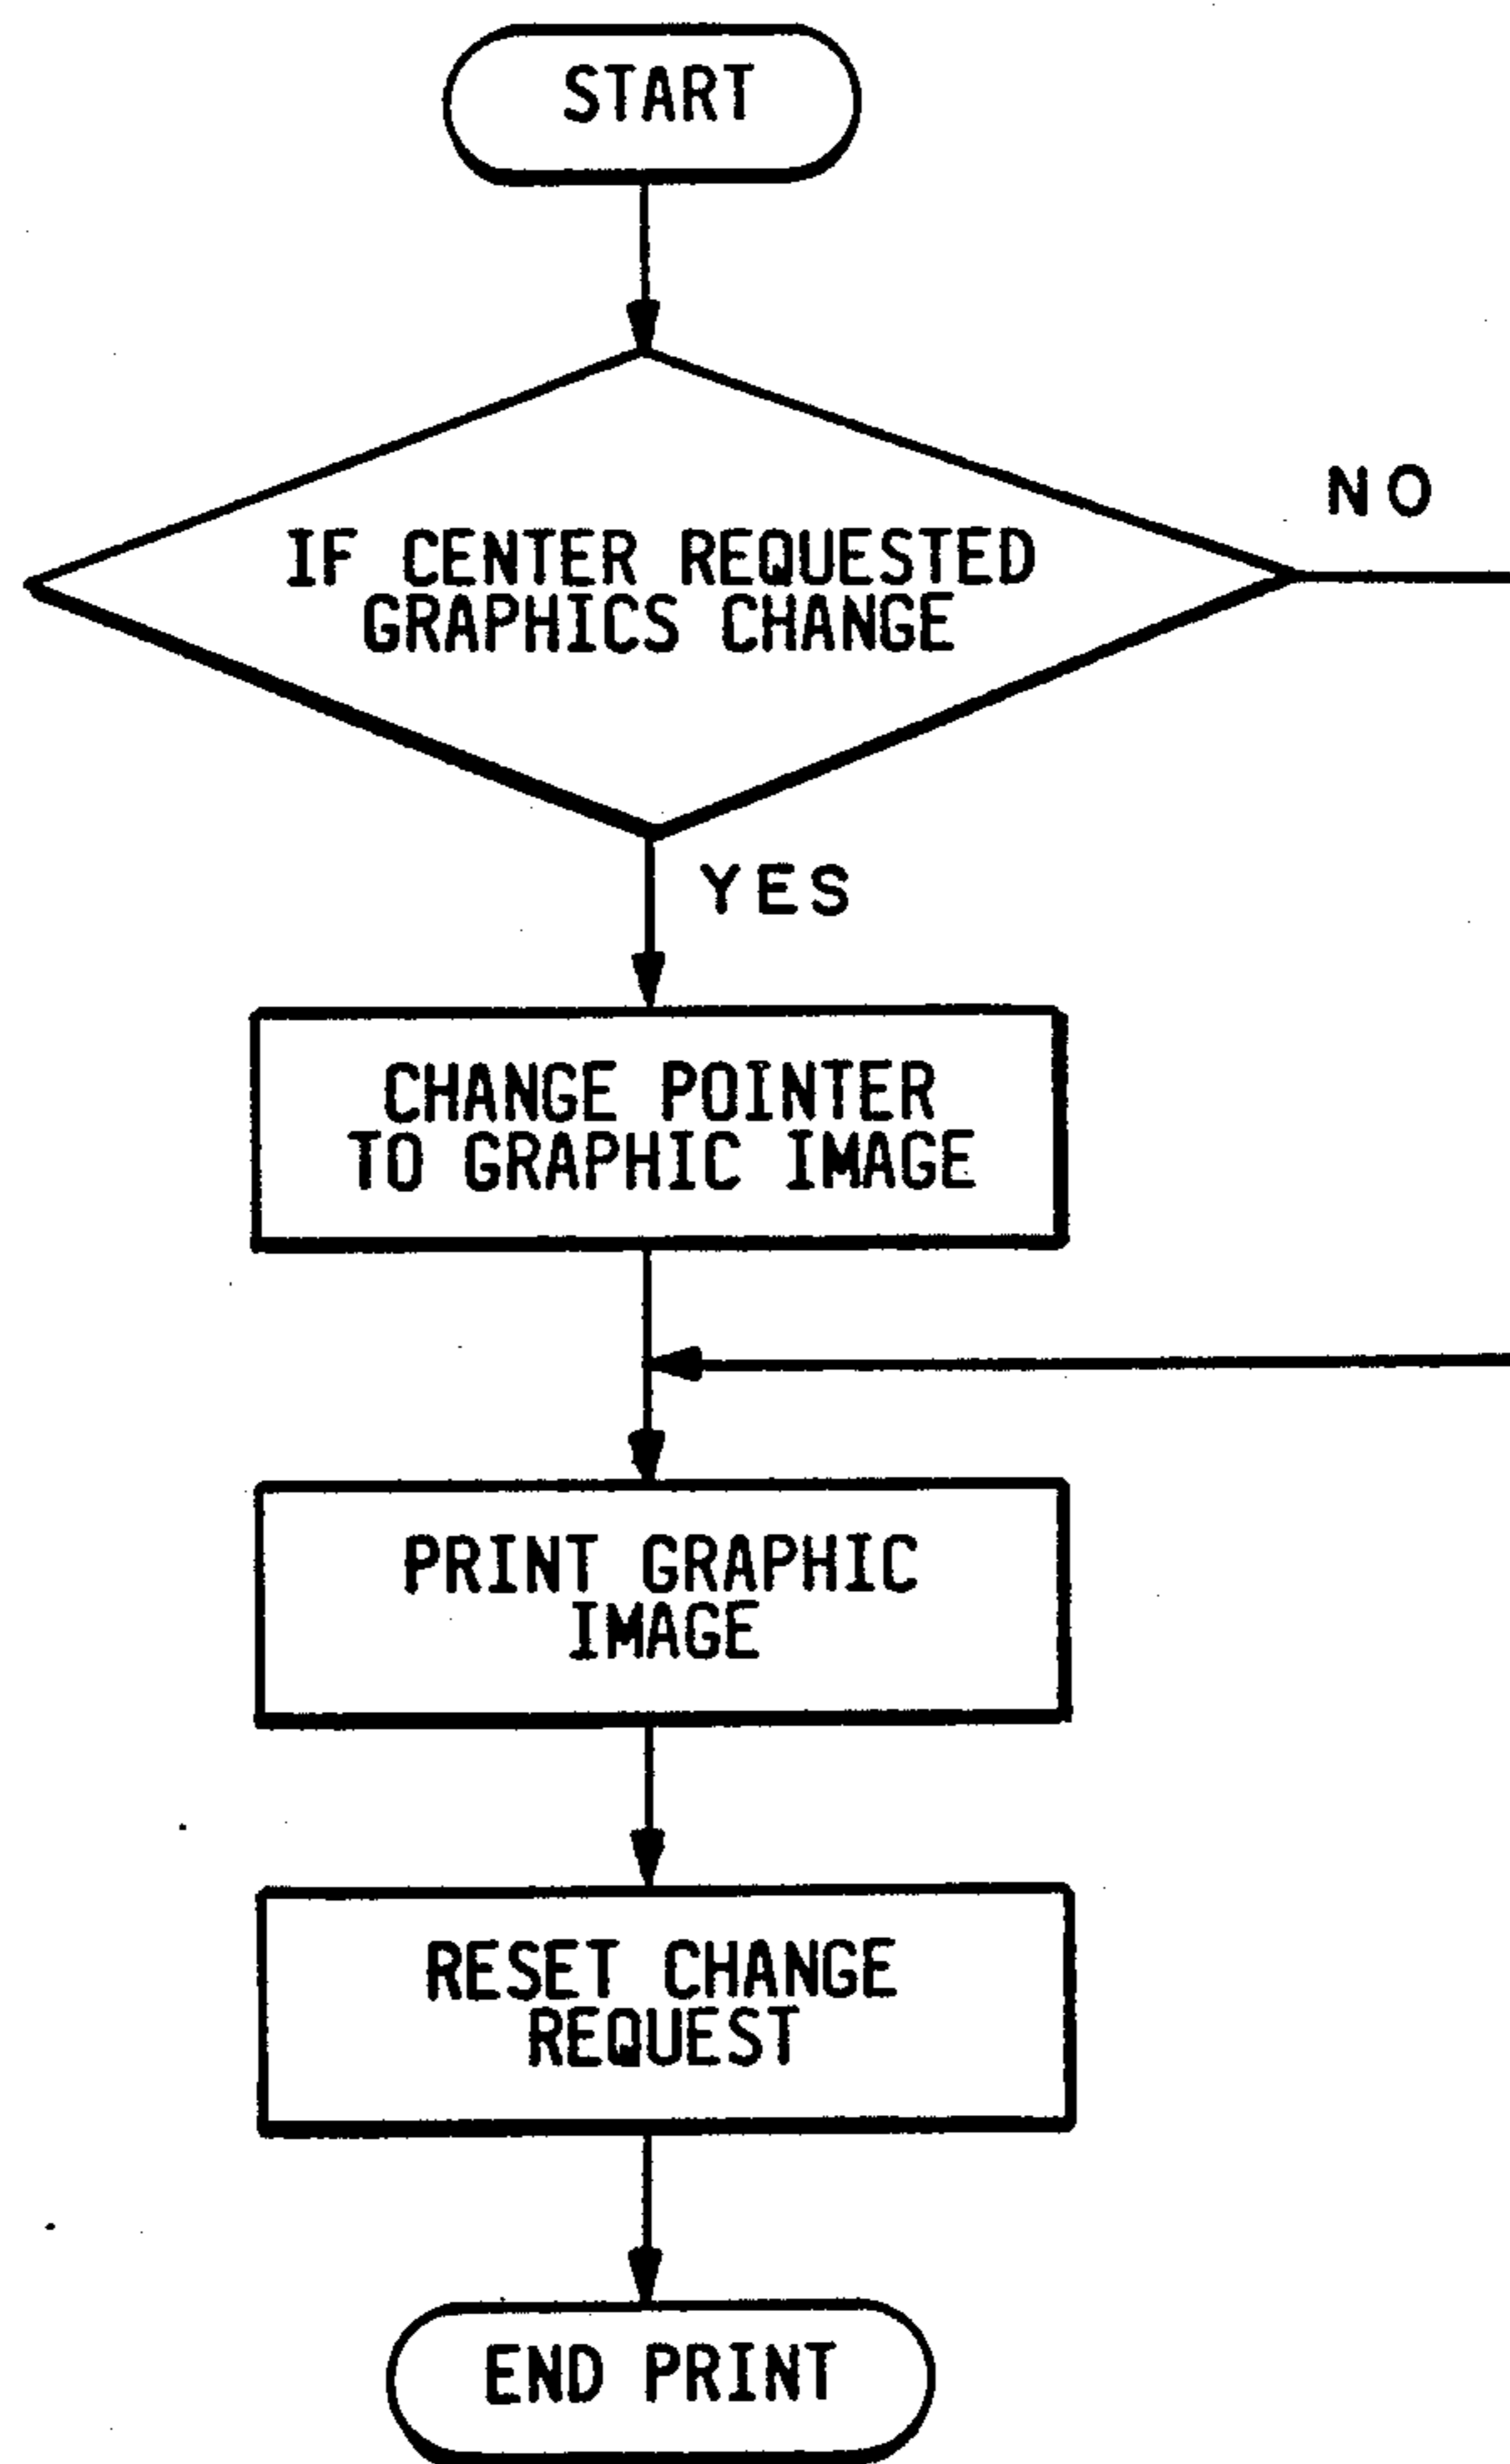 START
IF CENTER REQUESTED
GRAPHICS CHANGE
NO
YES
CHANGE POINTER
TO GRAPHIC IMAGE
PRINT GRAPHIC
IMAGE
RESET CHANGE
REQUEST
END PRINT